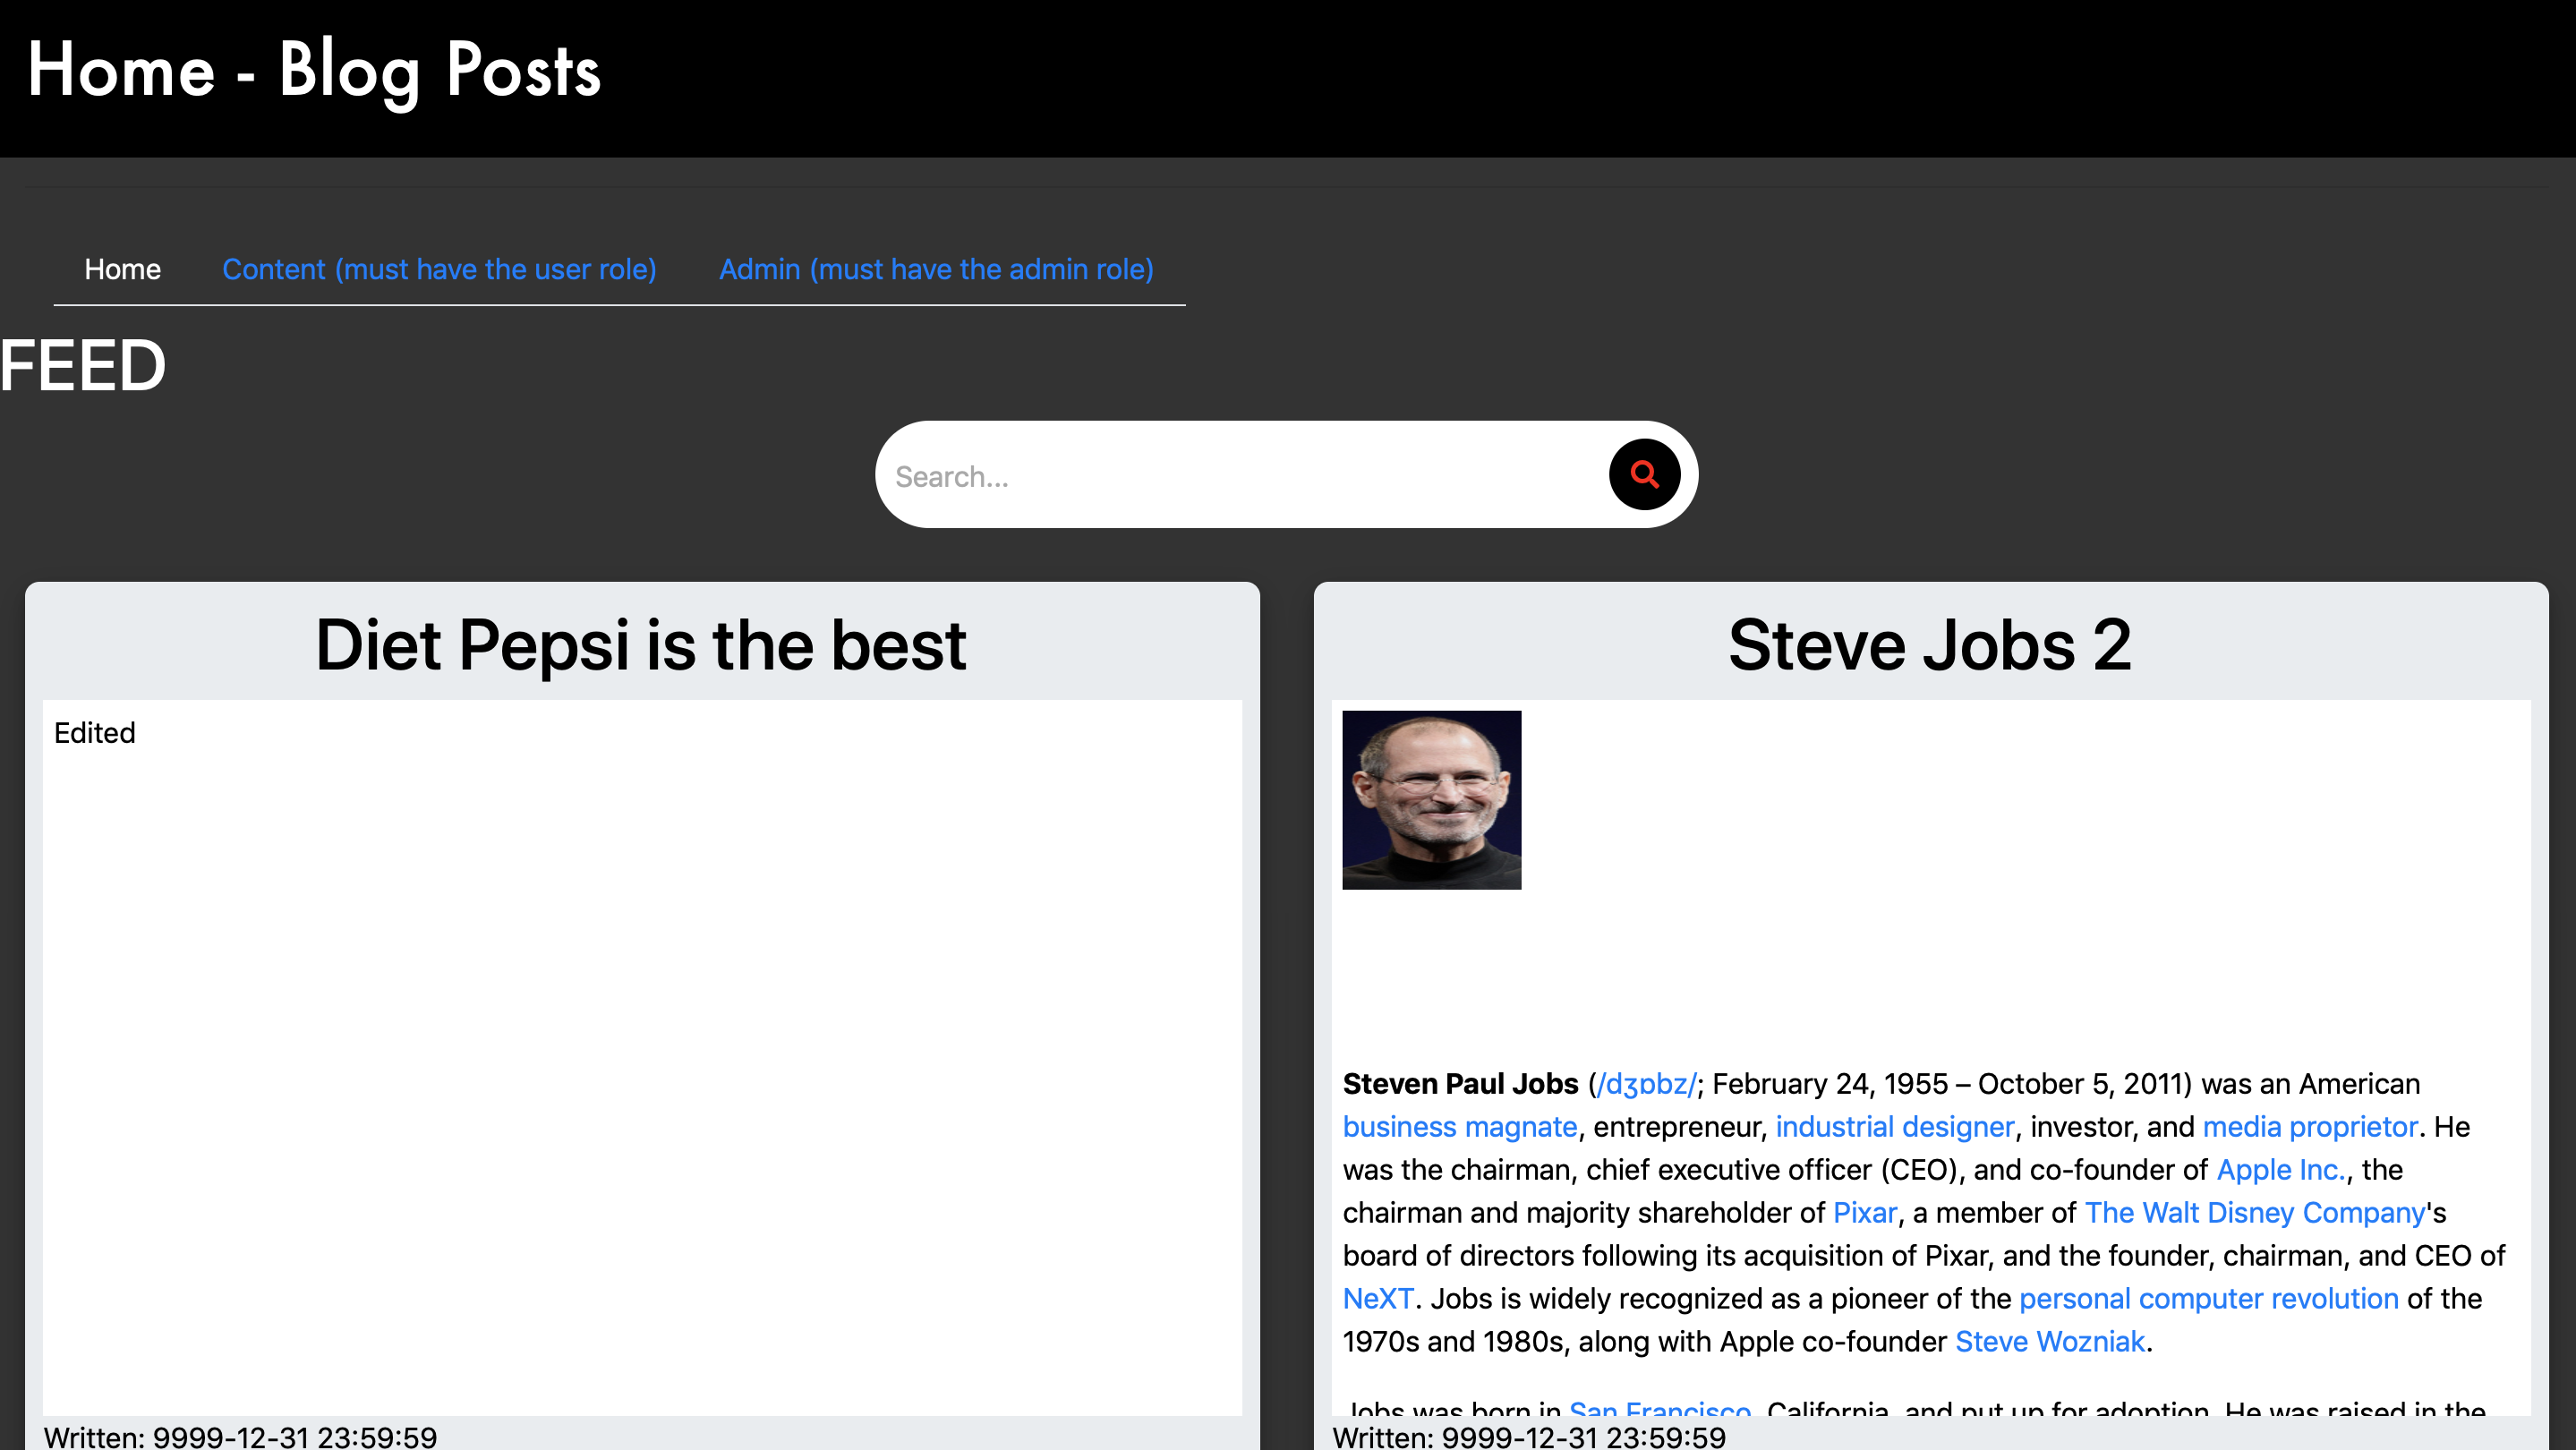 Home - Blog Posts
Home Content (must have the user role) Admin (must have the admin role)
FEED
Search...
Diet Pepsi is the best
Edited
Written: 9999-12-31 23:59:59
Steve Jobs 2
Steven Paul Jobs (/dʒɒbz/; February 24, 1955 – October 5, 2011) was an American
business magnate, entrepreneur, industrial designer, investor, and media proprietor. He
was the chairman, chief executive officer (CEO), and co-founder of Apple Inc., the
chairman and majority shareholder of Pixar, a member of The Walt Disney Company's
board of directors following its acquisition of Pixar, and the founder, chairman, and CEO of
NeXT. Jobs is widely recognized as a pioneer of the personal computer revolution of the
1970s and 1980s, along with Apple co-founder Steve Wozniak.
Jobs was born in San Francisco, California, and put up for adoption. He was raised in the
Written: 9999-12-31 23:59:59